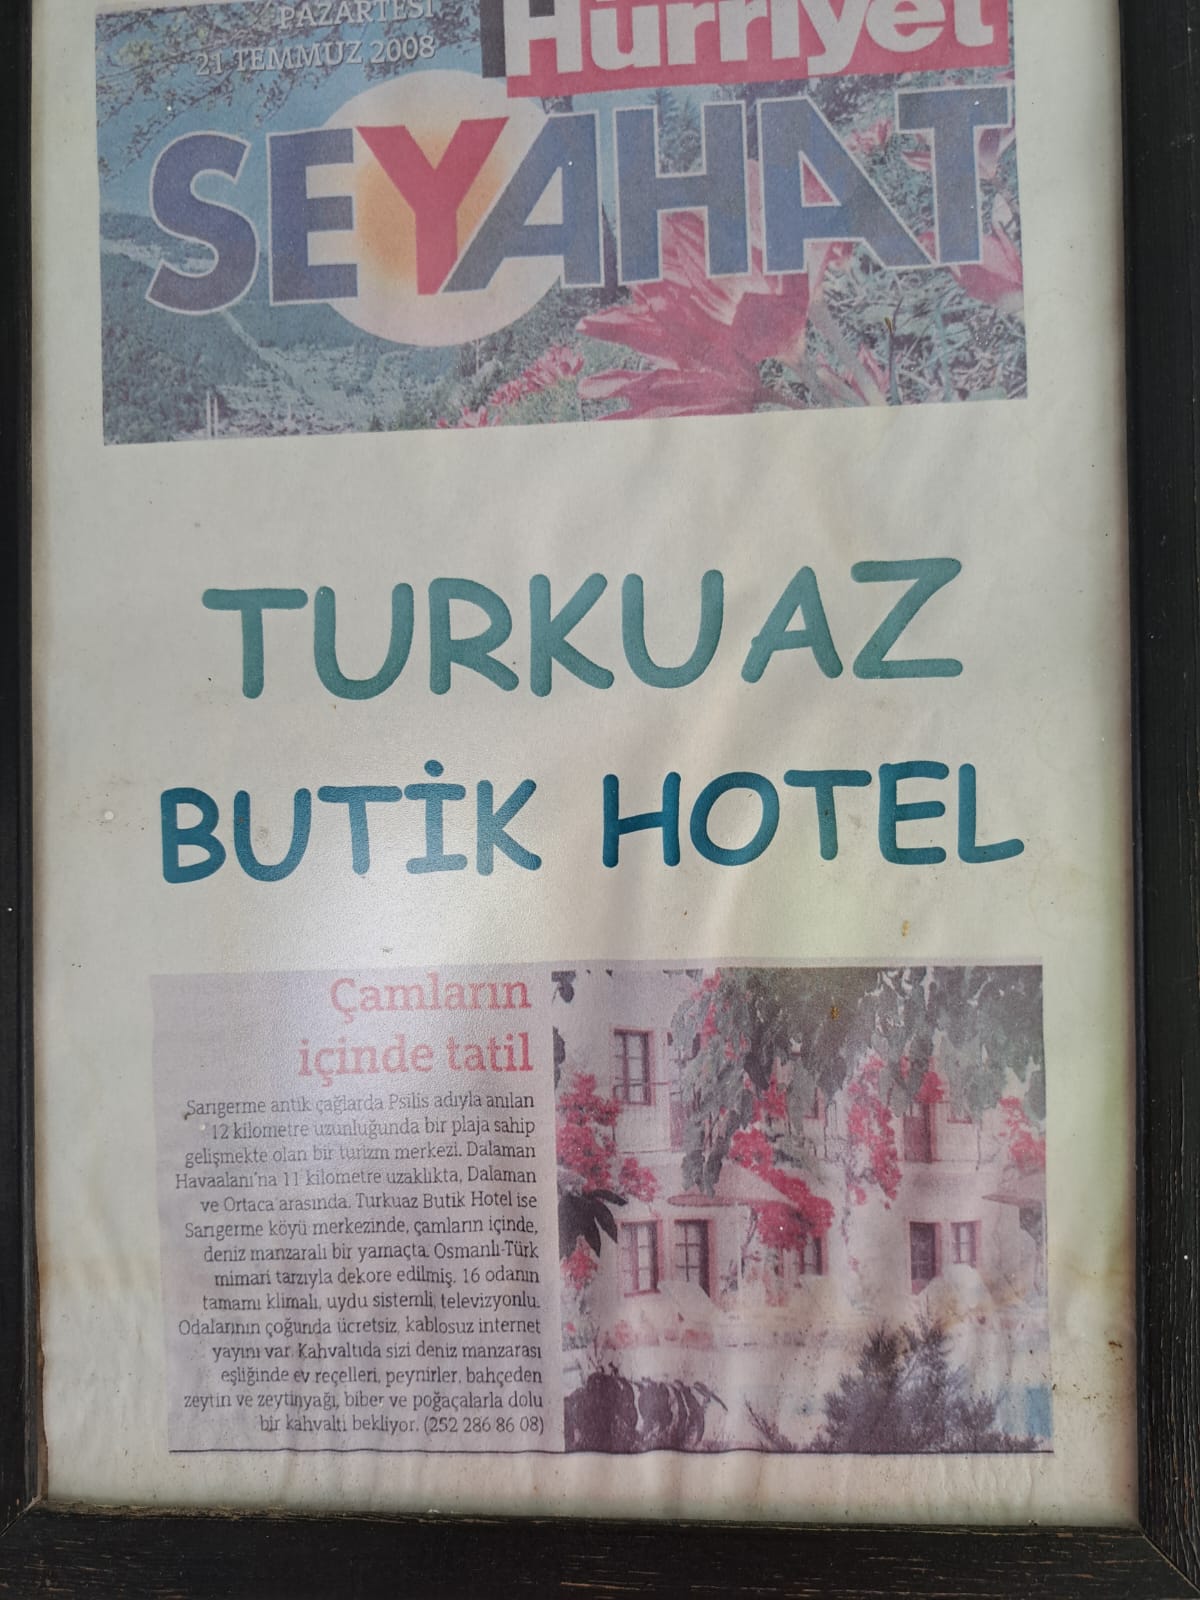 PAZARTESİ
21 TEMMUZ 2008
Hürriyet
SEYAHAT
TURKUAZ
BUTİK HOTEL
Çamların
içinde tatil
Sarıgerme antik çağlarda Psilis adıyla anılan
12 kilometre uzunluğunda bir plaja sahip
gelişmekte olan bir turizm merkezi. Dalaman
Havaalanı'na 11 kilometre uzaklıkta, Dalaman
ve Ortaca arasında. Turkuaz Butik Hotel ise
Sarıgerme köyü merkezinde, çamların içinde,
deniz manzaralı bir yamaçta. Osmanlı-Türk
mimari tarzıyla dekore edilmiş. 16 odanın
tamamı klimalı, uydu sistemli, televizyonlu.
Odalarının çoğunda ücretsiz, kablosuz internet
yayını var. Kahvaltıda sizi deniz manzarası
eşliğinde ev reçelleri, peynirler, bahçeden
zeytin ve zeytinyağı, biber ve poğaçalarla dolu
bir kahvaltı bekliyor. (252 286 86 08)